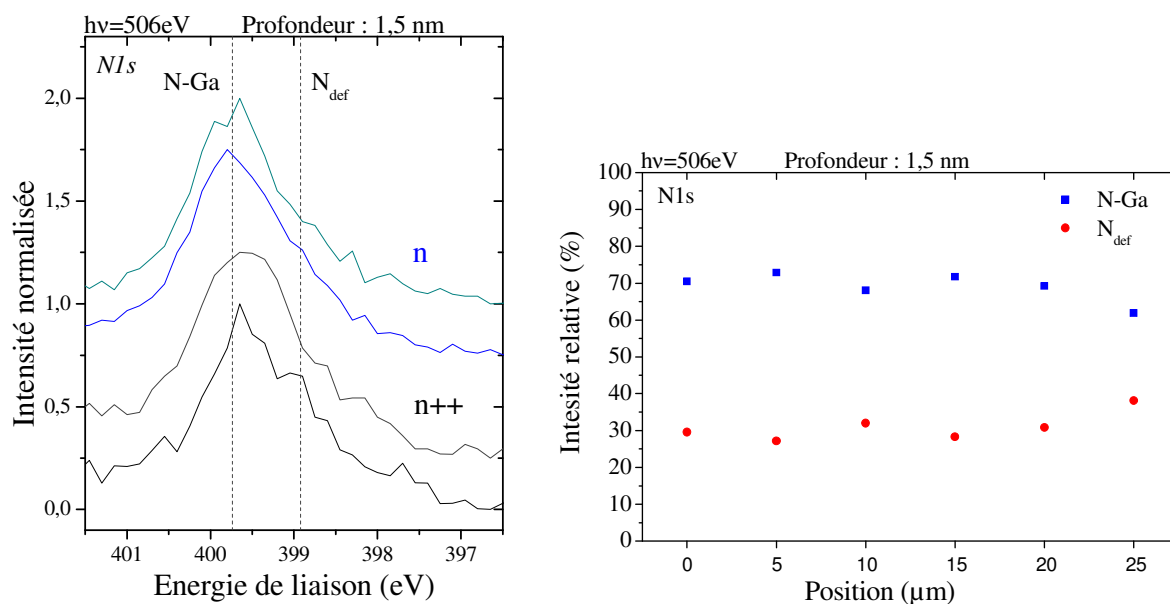 hν=506eV Profondeur : 1,5 nm
N1s
N-Ga
N_def
2,0
1,5
1,0
0,5
0,0
n
n++
401 400 399 398 397
Intensité normalisée
Energie de liaison (eV)
hν=506eV Profondeur : 1,5 nm
100
90
80
70
60
50
40
30
20
10
0
N1s
N-Ga
N_def
0 5 10 15 20 25
Intesité relative (%)
Position (µm)